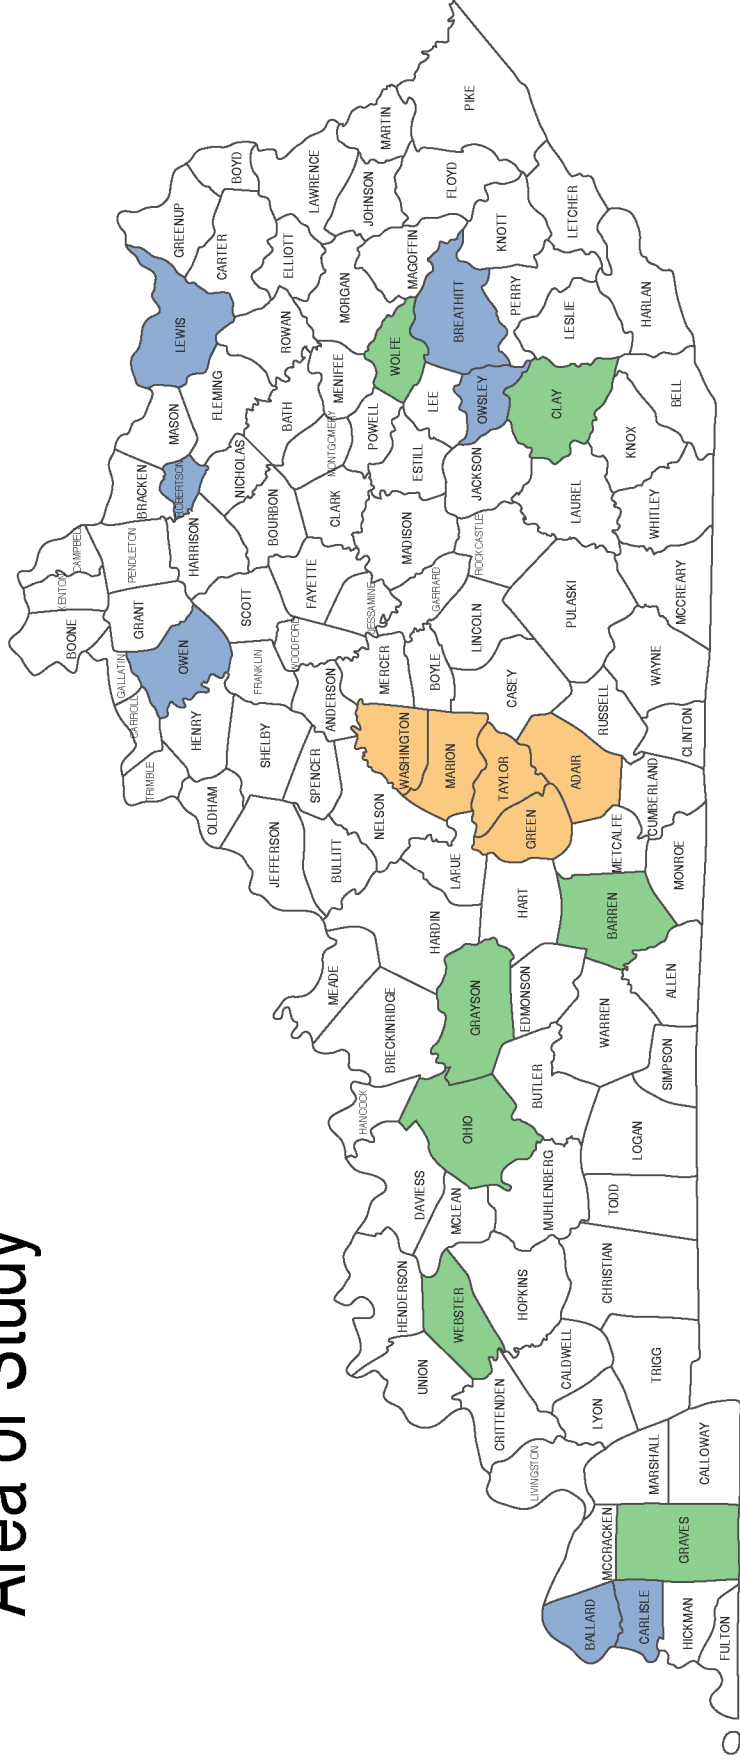 Area of Study
BOONE
KENTON
CAMPBELL
GALLATIN
GRANT
PENDLETON
BRACKEN
CARROLL
OWEN
ROBERTSON
MASON
LEWIS
GREENUP
TRIMBLE
HENRY
HARRISON
NICHOLAS
FLEMING
CARTER
BOYD
OLDHAM
SHELBY
FRANKLIN
SCOTT
BOURBON
BATH
ROWAN
ELLIOTT
LAWRENCE
JEFFERSON
SPENCER
ANDERSON
WOODFORD
FAYETTE
CLARK
MONTGOMERY
MENIFEE
MORGAN
JOHNSON
MARTIN
MEADE
BULLITT
NELSON
WASHINGTON
MERCER
JESSAMINE
MADISON
ESTILL
POWELL
WOLFE
MAGOFFIN
FLOYD
PIKE
HANCOCK
BRECKINRIDGE
HARDIN
LARUE
MARION
BOYLE
GARRARD
ROCKCASTLE
JACKSON
LEE
OWSLEY
BREATHITT
KNOTT
HENDERSON
DAVIESS
OHIO
GRAYSON
HART
GREEN
TAYLOR
CASEY
LINCOLN
PULASKI
LAUREL
CLAY
PERRY
LESLIE
LETCHER
UNION
WEBSTER
MCLEAN
MUHLENBERG
BUTLER
EDMONSON
BARREN
METCALFE
ADAIR
RUSSELL
WAYNE
MCCREARY
WHITLEY
KNOX
BELL
HARLAN
CRITTENDEN
HOPKINS
CHRISTIAN
TODD
LOGAN
WARREN
SIMPSON
ALLEN
MONROE
CUMBERLAND
CLINTON
LIVINGSTON
LYON
CALDWELL
TRIGG
BALLARD
MCCRACKEN
MARSHALL
CALLOWAY
CARLISLE
GRAVES
HICKMAN
FULTON